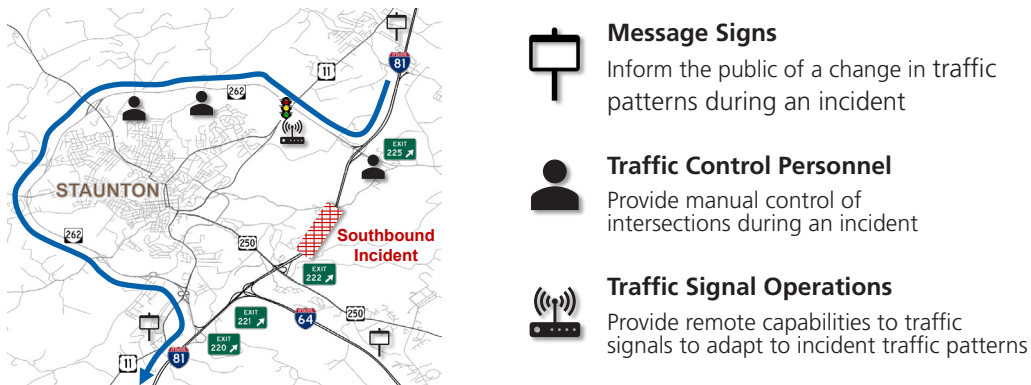 11
INTERSTATE
81
262
EXIT
225
STAUNTON
262
250
Southbound
Incident
EXIT
222
EXIT
221
64
250
EXIT
220
11
81
Message Signs
Inform the public of a change in traffic
patterns during an incident
Traffic Control Personnel
Provide manual control of
intersections during an incident
Traffic Signal Operations
Provide remote capabilities to traffic
signals to adapt to incident traffic patterns